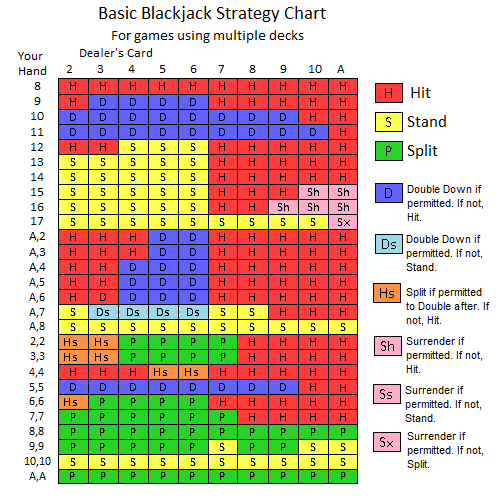 Basic Blackjack Strategy Chart
For games using multiple decks
Dealer's Card
Your
Hand 2 3 4 5 6 7 8 9 10 A
8 H H H H H H H H H H
9 H D D D D H H H H H
10 D D D D D D D D H H
11 D D D D D D D D D H
12 H H S S S H H H H H
13 S S S S S H H H H H
14 S S S S S H H H H H
15 S S S S S H H H Sh Sh
16 S S S S S H H Sh Sh Sh
17 S S S S S S S S S Sx
A,2 H H H D D H H H H H
A,3 H H H D D H H H H H
A,4 H H D D D H H H H H
A,5 H H D D D H H H H H
A,6 H D D D D H H H H H
A,7 S Ds Ds Ds Ds S S H H H
A,8 S S S S S S S S S S
2,2 Hs Hs P P P P H H H H
3,3 Hs Hs P P P P H H H H
4,4 H H H Hs Hs H H H H H
5,5 D D D D D D D D H H
6,6 Hs P P P P H H H H H
7,7 P P P P P P H H H H
8,8 P P P P P P P P P P
9,9 P P P P P S P P S S
10,10 S S S S S S S S S S
A,A P P P P P P P P P P
H Hit
S Stand
P Split
D Double Down if
permitted. If not,
Hit.
Ds Double Down if
permitted. If not,
Stand.
Hs Split if permitted
to Double after. If
not, Hit.
Sh Surrender if
permitted. If not,
Hit.
Ss Surrender if
permitted. If not,
Stand.
Sx Surrender if
permitted. If not,
Split.